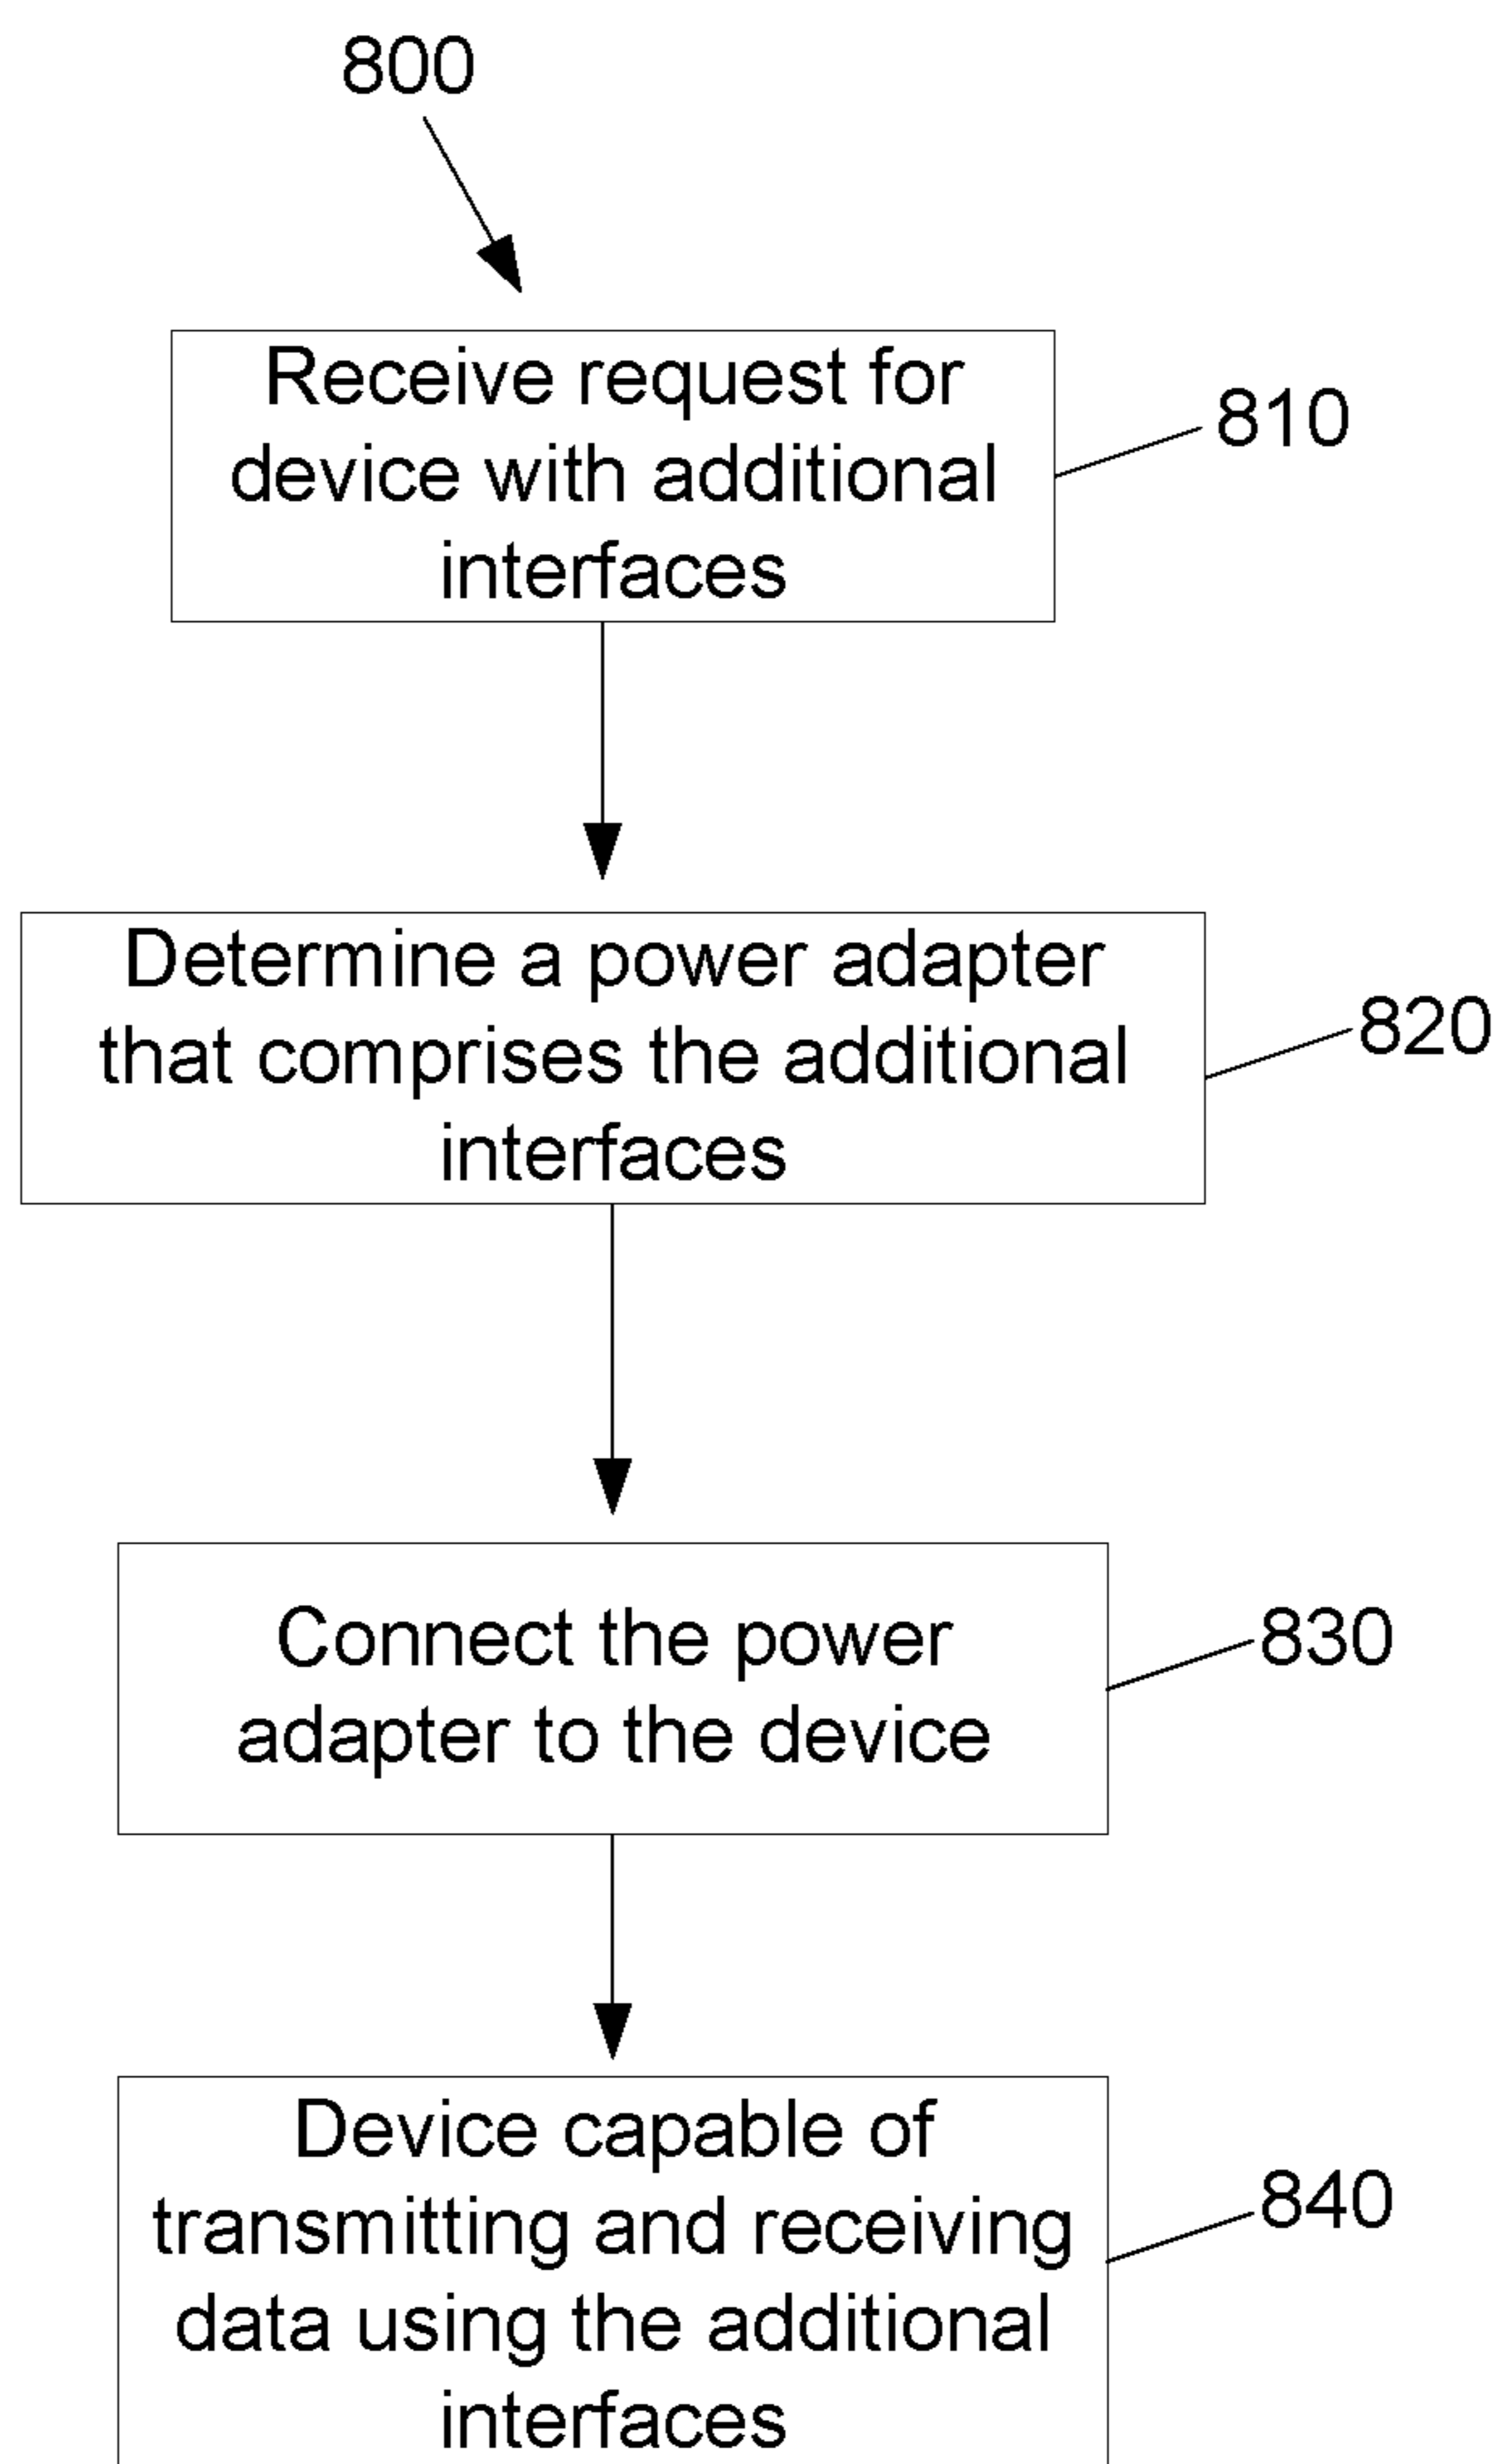 800
Receive request for
device with additional
interfaces
810
Determine a power adapter
that comprises the additional
interfaces
820
Connect the power
adapter to the device
830
Device capable of
transmitting and receiving
data using the additional
interfaces
840